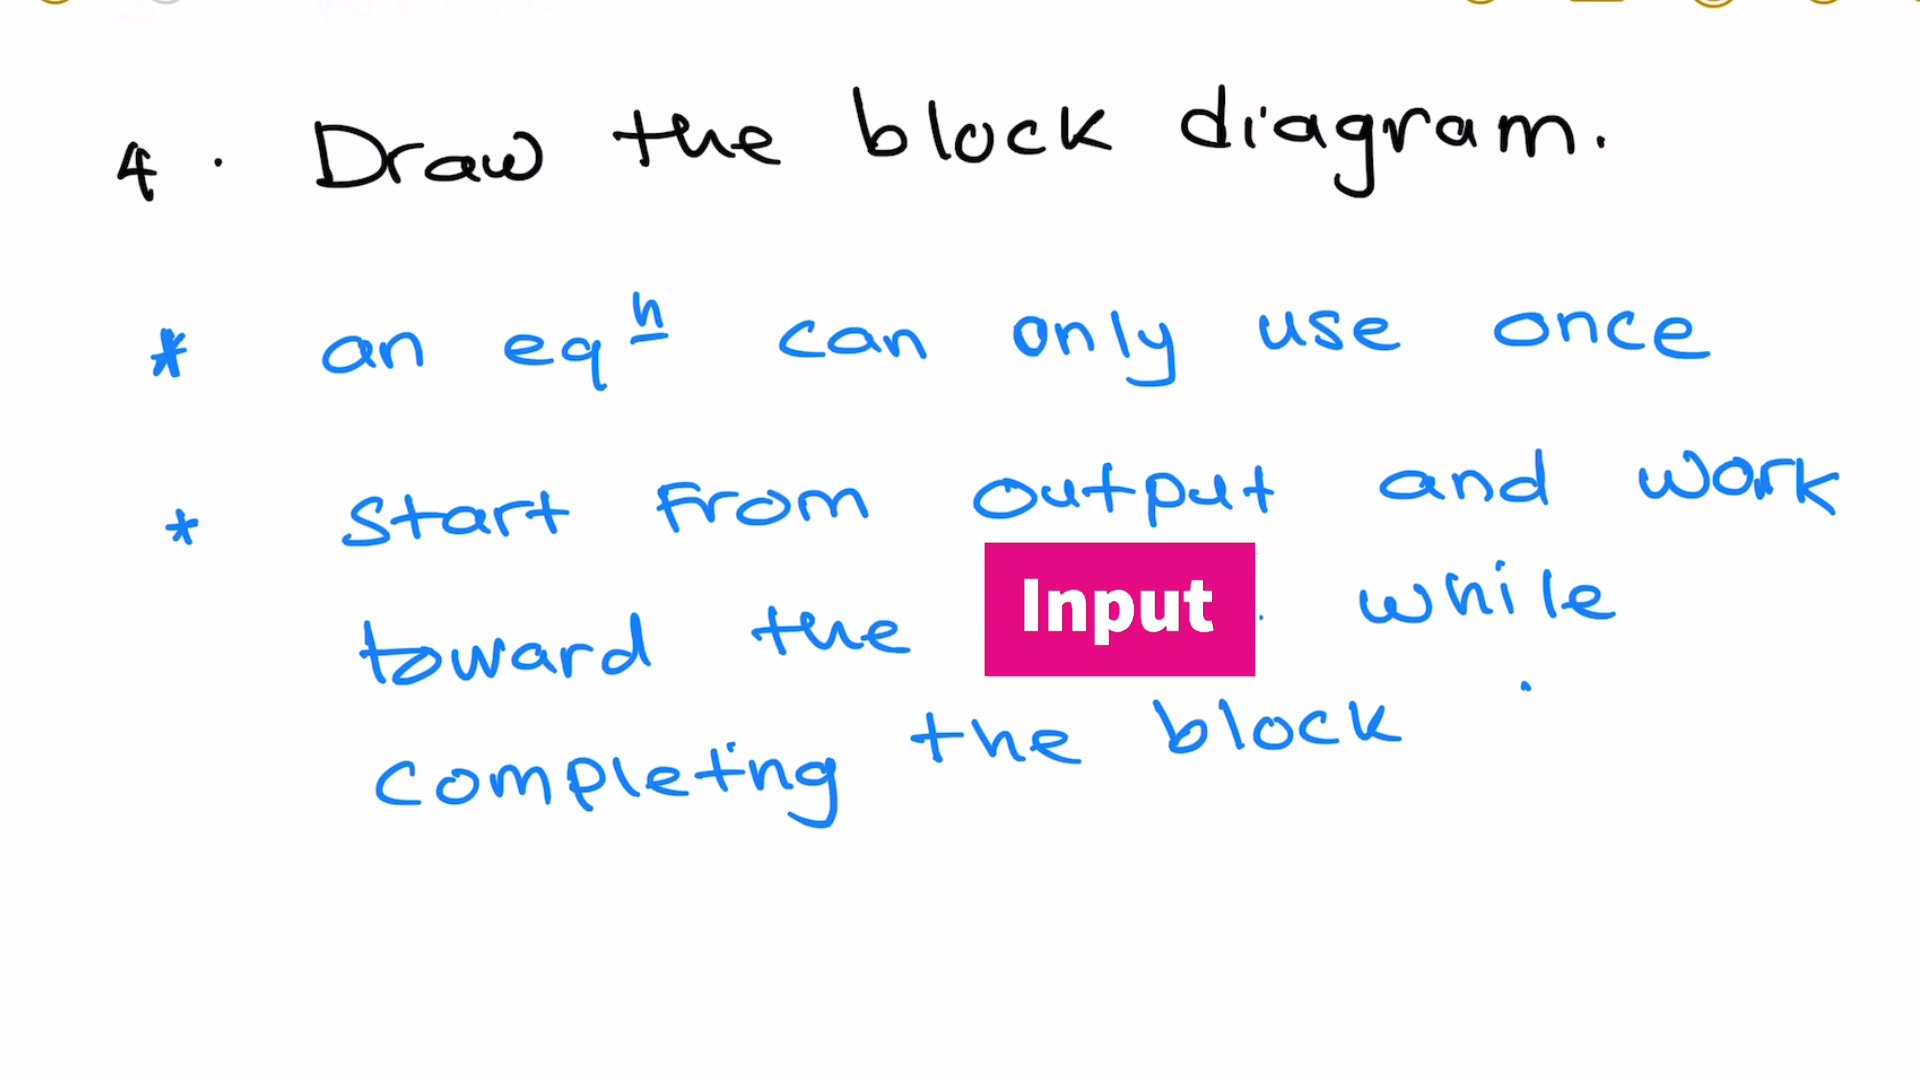 4. Draw the block diagram.
* an eqn can only use once
* start from output and work
toward the Input. while
completing the block